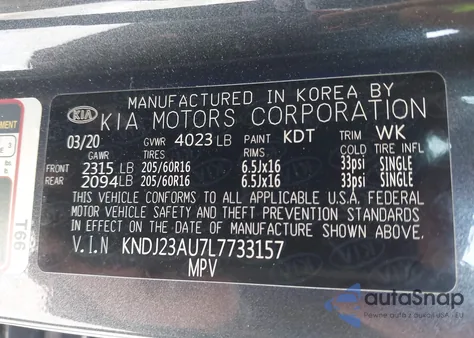 MANUFACTURED IN KOREA BY
KIA KIA MOTORS CORPORATION
03/20 GVWR 4023 LB PAINT KDT TRIM WK
GAWR TIRES RIMS COLD TIRE INFL
FRONT 2315 LB 205/60R16 6.5Jx16 33psi SINGLE
REAR 2094 LB 205/60R16 6.5Jx16 33psi SINGLE
THIS VEHICLE CONFORMS TO ALL APPLICABLE U.S.A. FEDERAL
MOTOR VEHICLE SAFETY AND THEFT PREVENTION STANDARDS
IN EFFECT ON THE DATE OF MANUFACTURE SHOWN ABOVE.
V.I.N KNDJ23AU7L7733157
MPV
T66
autoSnap